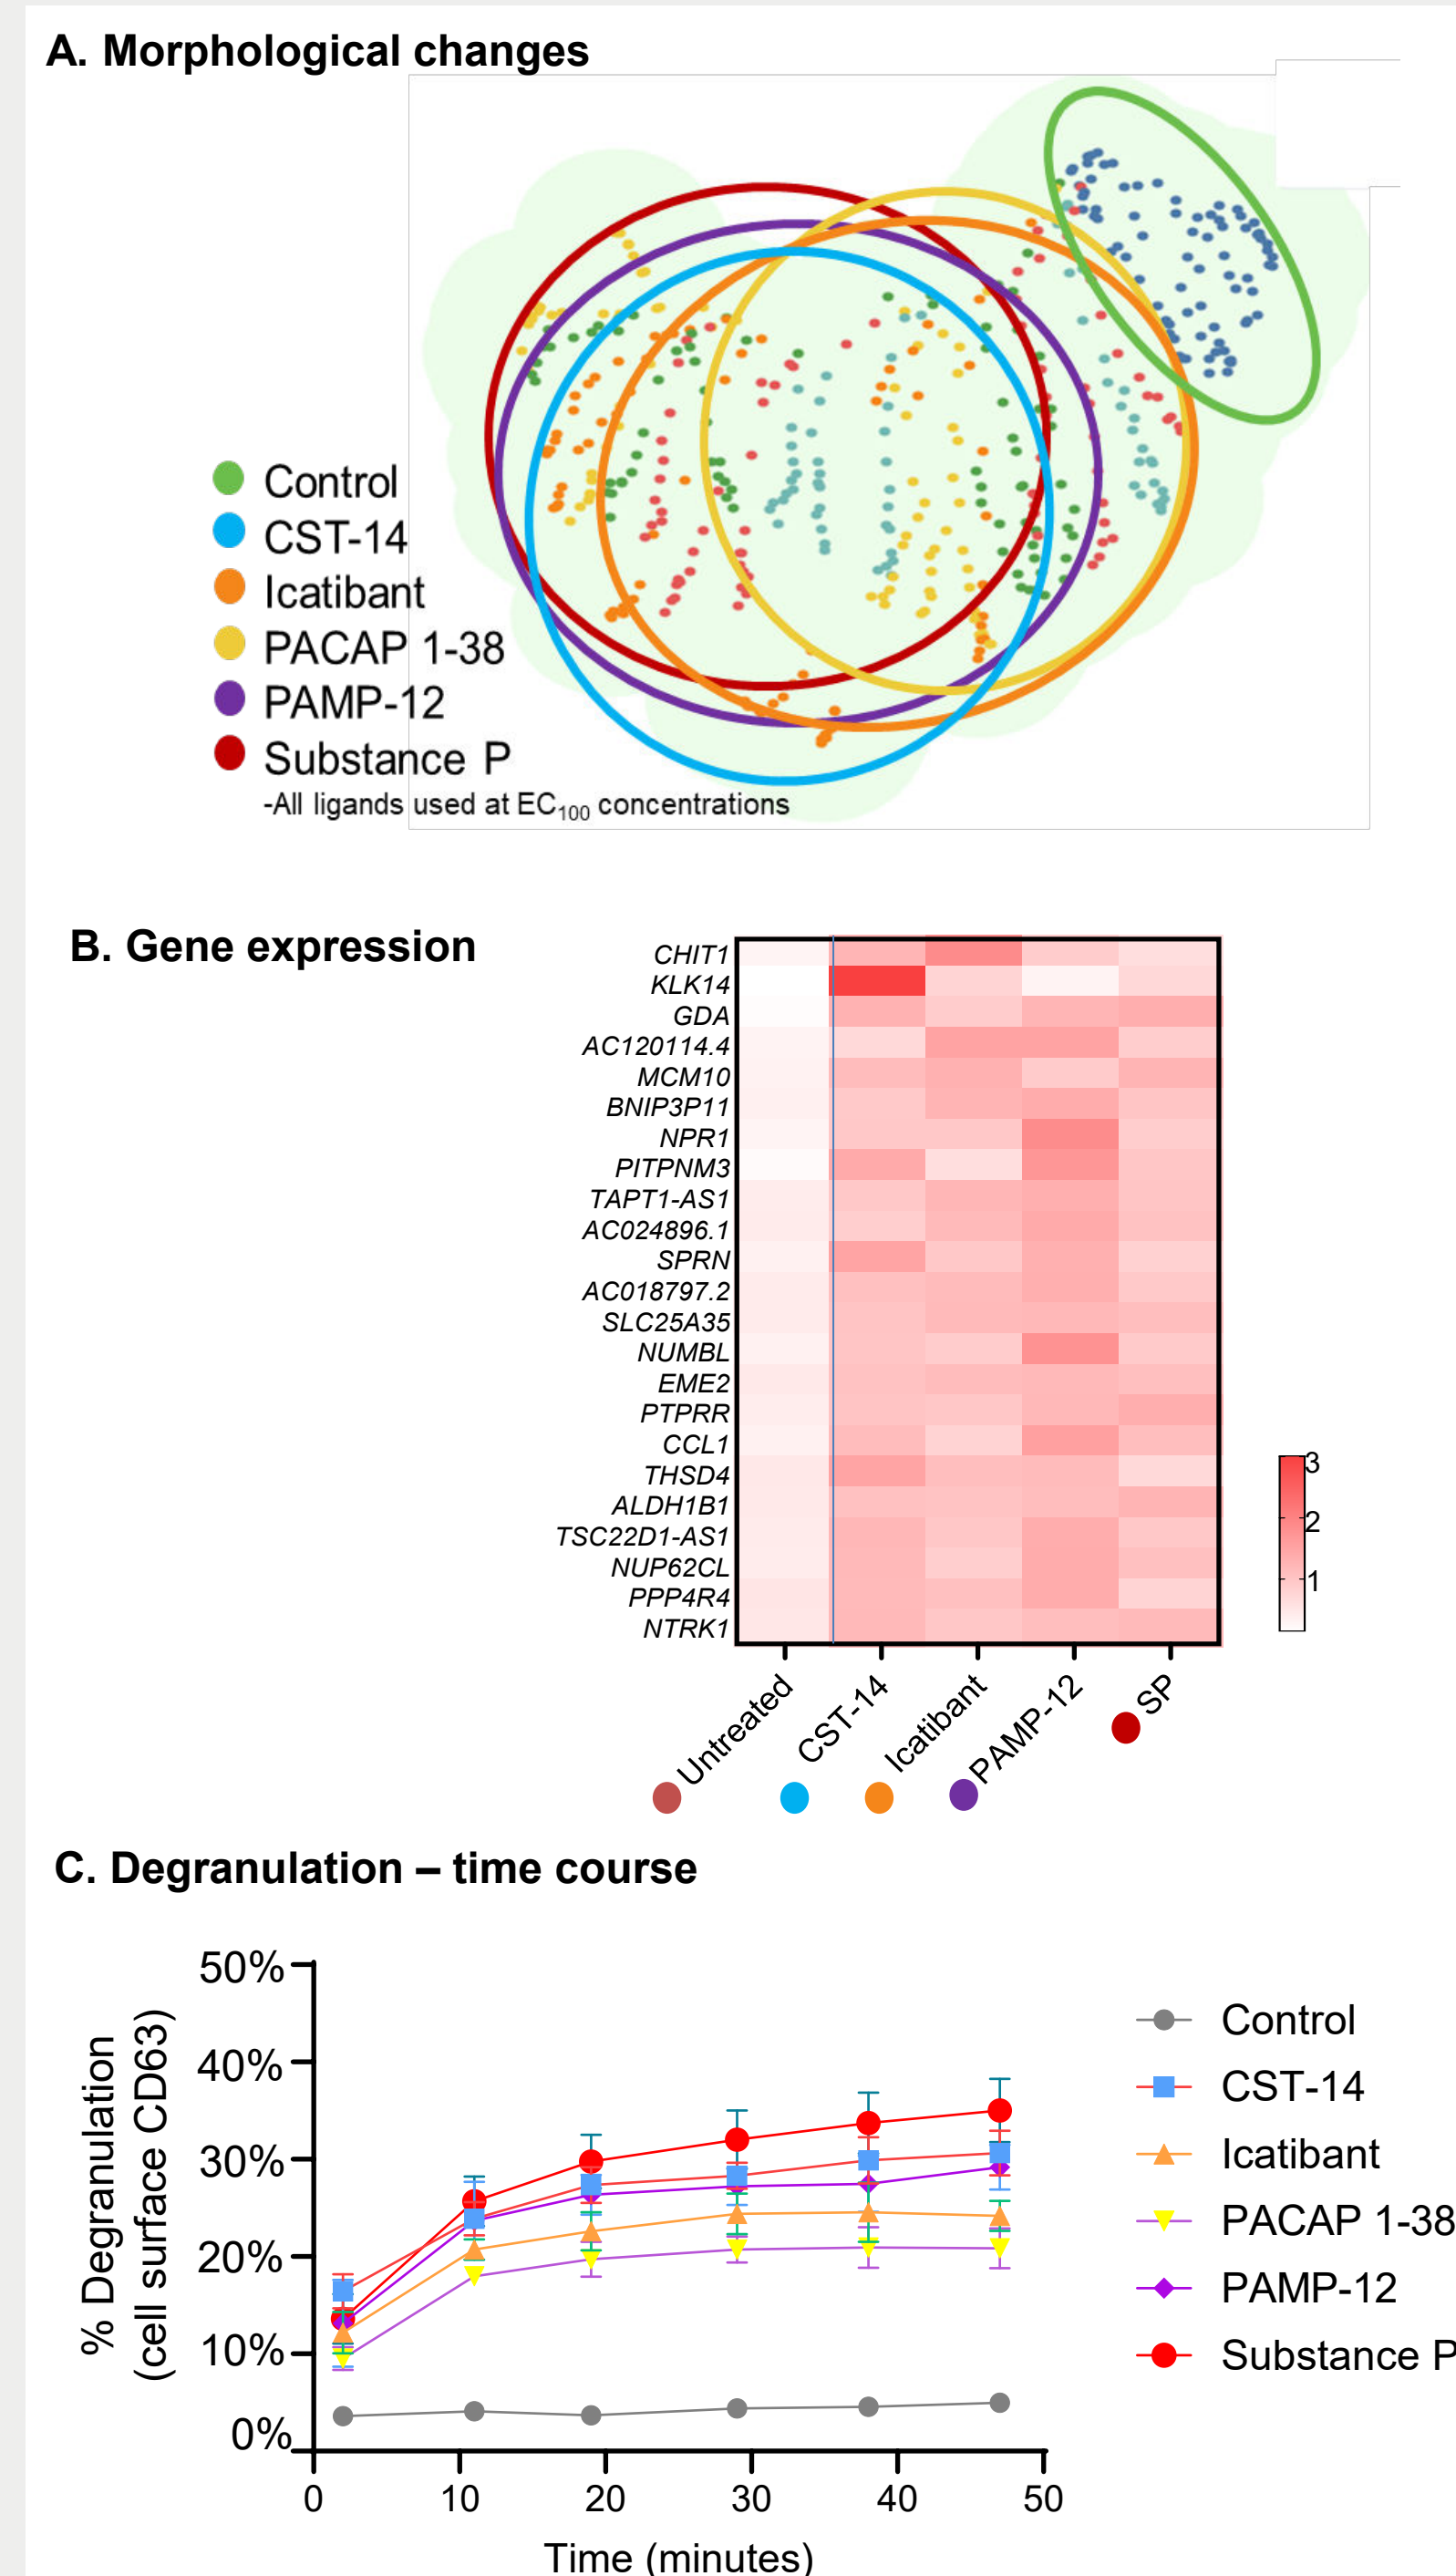 A. Morphological changes
Control
CST-14
Icatibant
PACAP 1-38
PAMP-12
Substance P
-All ligands used at EC100 concentrations
B. Gene expression
CHIT1
KLK14
GDA
AC120114.4
MCM10
BNIP3P11
NPR1
PITPNM3
TAPT1-AS1
AC024896.1
SPRN
AC018797.2
SLC25A35
NUMBL
EME2
PTPRR
CCL1
THSD4
ALDH1B1
TSC22D1-AS1
NUP62CL
PPP4R4
NTRK1
3
2
1
Untreated
CST-14
Icatibant
PAMP-12
SP
C. Degranulation – time course
% Degranulation
(cell surface CD63)
50%
40%
30%
20%
10%
0%
0 10 20 30 40 50
Time (minutes)
Control
CST-14
Icatibant
PACAP 1-38
PAMP-12
Substance P